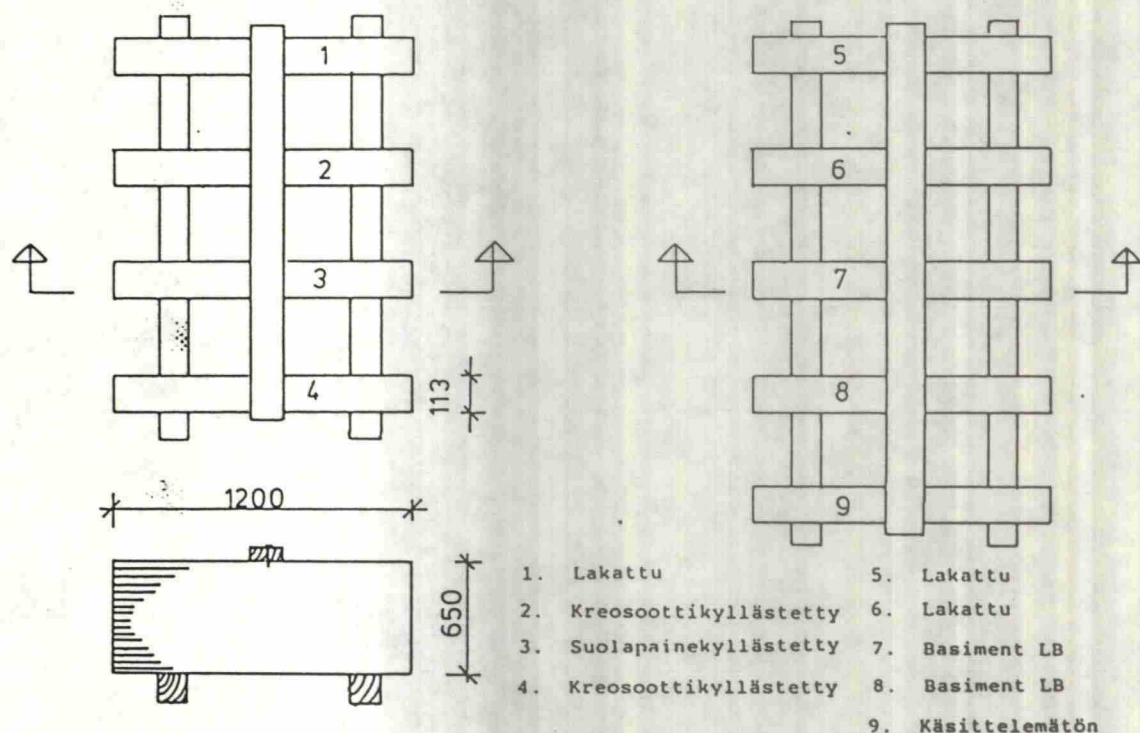 1
2
3
4
113
5
6
7
8
9
1200
650
1. Lakattu
2. Kreosoottikyllästetty
3. Suolapainekyllästetty
4. Kreosoottikyllästetty
5. Lakattu
6. Lakattu
7. Basiment LB
8. Basiment LB
9. Käsittelemätön